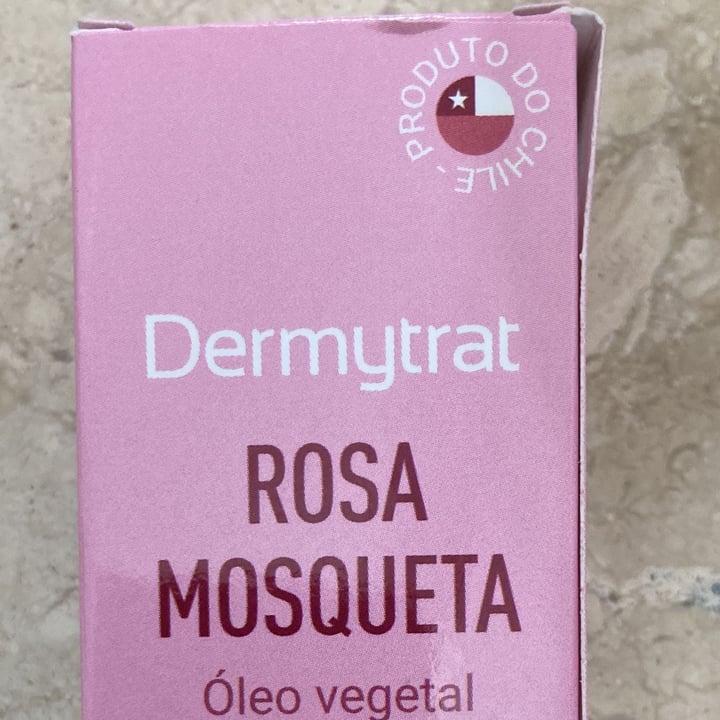 PRODUTO DO CHILE.
Dermytrat
ROSA
MOSQUETA
Óleo vegetal